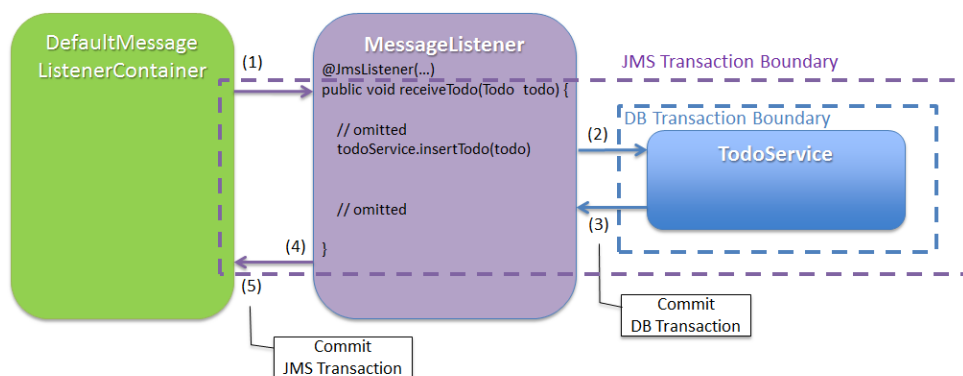 DefaultMessage
ListenerContainer
(1)
MessageListener
@JmsListener(...)
public void receiveTodo(Todo todo) {
// omitted
todoService.insertTodo(todo)
// omitted
}
JMS Transaction Boundary
DB Transaction Boundary
(2)
TodoService
(3)
(4)
(5)
Commit
DB Transaction
Commit
JMS Transaction